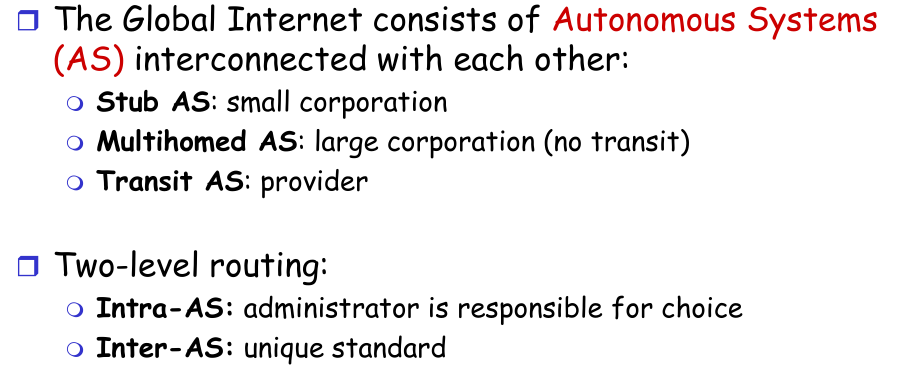 The Global Internet consists of Autonomous Systems
(AS) interconnected with each other:
Stub AS: small corporation
Multihomed AS: large corporation (no transit)
Transit AS: provider
Two-level routing:
Intra-AS: administrator is responsible for choice
Inter-AS: unique standard